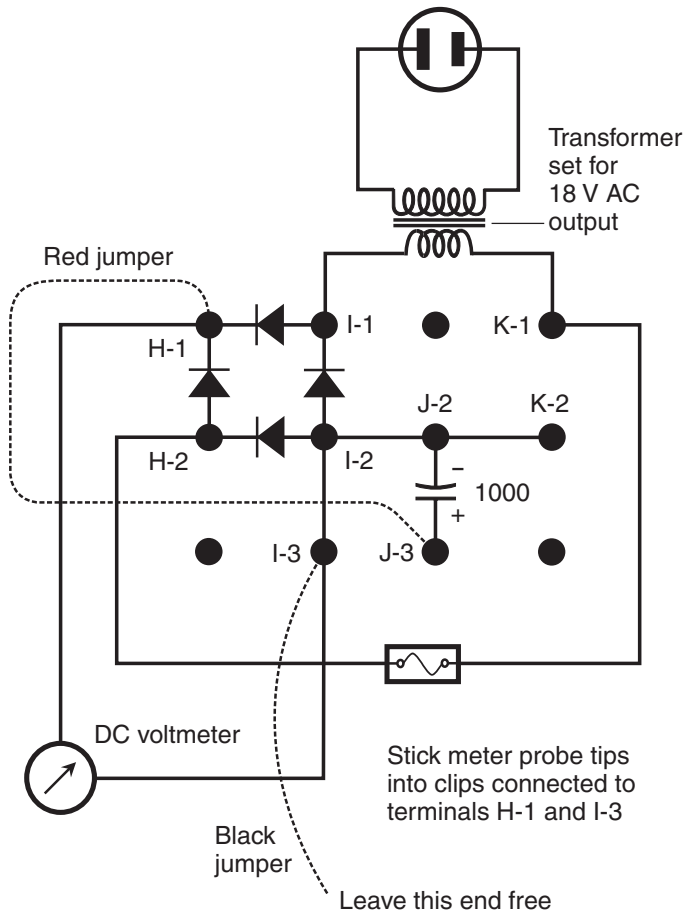 Transformer
set for
18 V AC
output
Red jumper
H-1
I-1
K-1
J-2
K-2
H-2
I-2
–
1000
+
I-3
J-3
DC voltmeter
Stick meter probe tips
into clips connected to
terminals H-1 and I-3
Black
jumper
Leave this end free